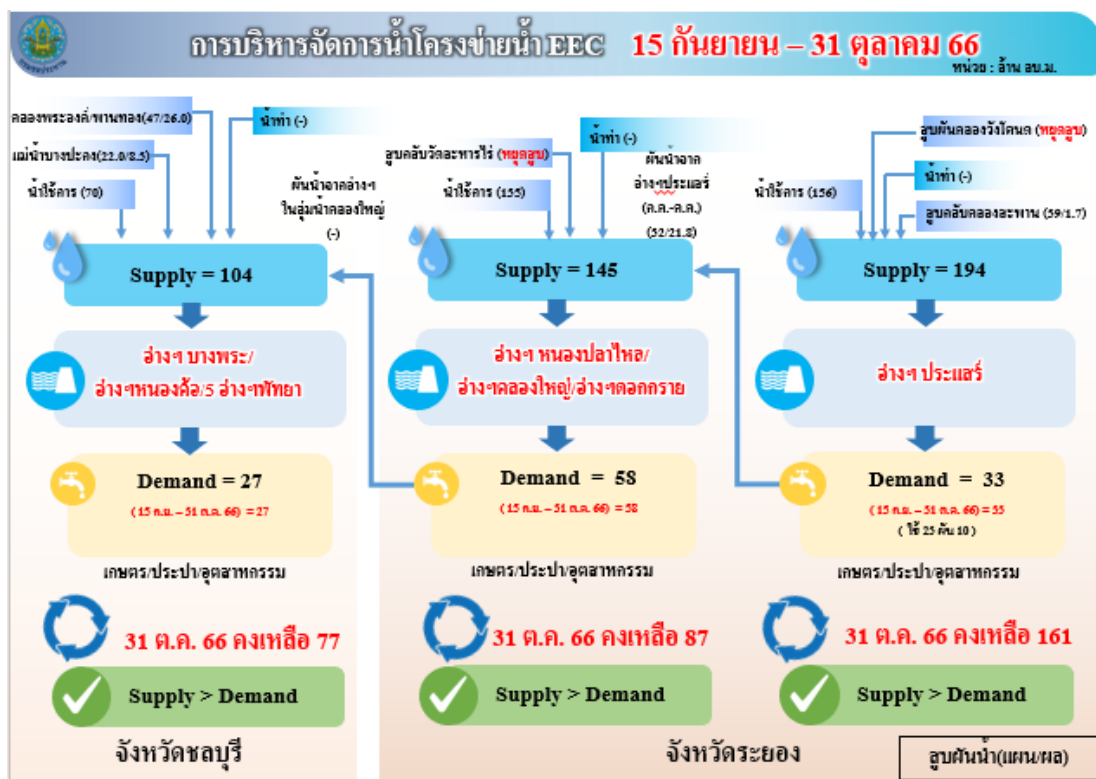 การบริหารจัดการน้ำโครงข่ายน้ำ EEC 15 กันยายน – 31 ตุลาคม 66
หน่วย : ล้าน ลบ.ม.
คลองพระองค์/พานทอง(47/26.0)
แม่น้ำบางปะกง(22.0/8.5)
น้ำใช้การ (70)
น้ำท่า (-)
ผันน้ำจากอ่างฯ
ในลุ่มน้ำคลองใหญ่
(-)
Supply = 104
อ่างฯ บางพระ/
อ่างฯหนองค้อ/5 อ่างฯพัทยา
Demand = 27
( 15 ก.ย. – 31 ต.ค. 66) = 27
เกษตร/ประปา/อุตสาหกรรม
31 ต.ค. 66 คงเหลือ 77
Supply > Demand
จังหวัดชลบุรี
สูบกลับวัดละหารไร่ (หยุดสูบ)
น้ำใช้การ (155)
น้ำท่า (-)
ผันน้ำจาก
อ่างฯประแสร์
(52/21.8)
Supply = 145
อ่างฯ หนองปลาไหล/
อ่างฯคลองใหญ่/อ่างฯดอกกราย
Demand = 58
( 15 ก.ย. – 31 ต.ค. 66) = 58
เกษตร/ประปา/อุตสาหกรรม
31 ต.ค. 66 คงเหลือ 87
Supply > Demand
สูบผันคลองวังโตนด (หยุดสูบ)
น้ำท่า (-)
น้ำใช้การ (156)
สูบกลับคลองสะพาน (59/1.7)
Supply = 194
อ่างฯ ประแสร์
Demand = 33
( 15 ก.ย. – 31 ต.ค. 66) = 33
( ใช้ 23 ผัน 10 )
เกษตร/ประปา/อุตสาหกรรม
31 ต.ค. 66 คงเหลือ 161
Supply > Demand
จังหวัดระยอง
สูบผันน้ำ(แผน/ผล)